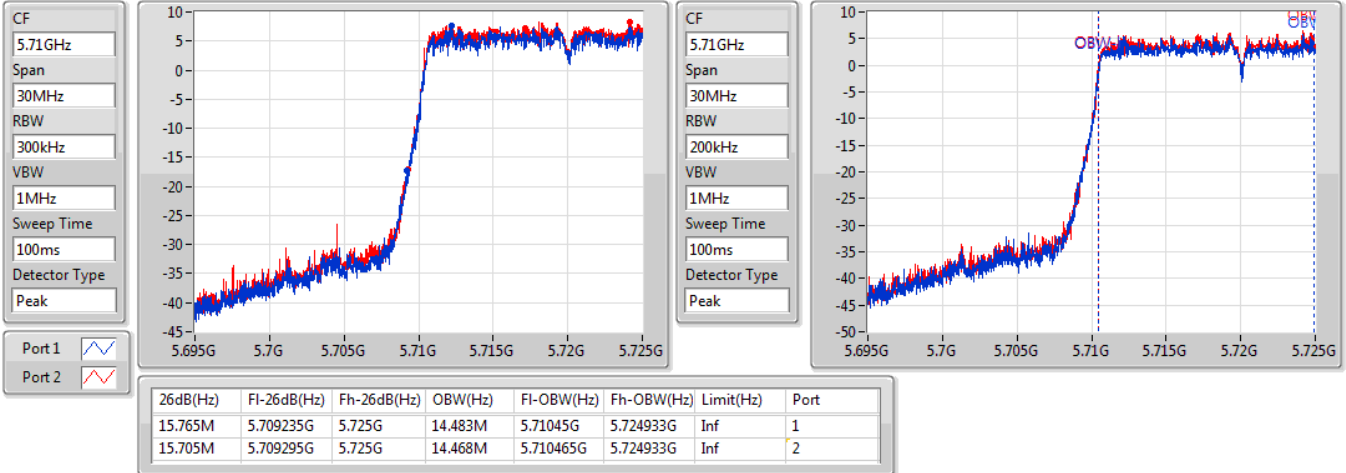 CF
5.71GHz
Span
30MHz
RBW
300kHz
VBW
1MHz
Sweep Time
100ms
Detector Type
Peak
10
5
0
-5
-10
-15
-20
-25
-30
-35
-40
-45
5.695G 5.7G 5.705G 5.71G 5.715G 5.72G 5.725G
CF
5.71GHz
Span
30MHz
RBW
200kHz
VBW
1MHz
Sweep Time
100ms
Detector Type
Peak
10
5
0
-5
-10
-15
-20
-25
-30
-35
-40
-45
-50
5.695G 5.7G 5.705G 5.71G 5.715G 5.72G 5.725G
Port 1
Port 2
26dB(Hz) Fl-26dB(Hz) Fh-26dB(Hz) OBW(Hz) Fl-OBW(Hz) Fh-OBW(Hz) Limit(Hz) Port
15.765M 5.709235G 5.725G 14.483M 5.71045G 5.724933G Inf 1
15.705M 5.709295G 5.725G 14.468M 5.710465G 5.724933G Inf 2